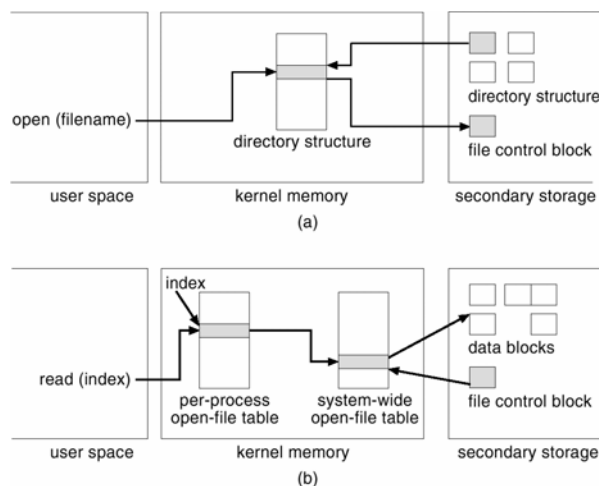 open (filename)
directory structure
directory structure
file control block
user space
kernel memory
secondary storage
(a)
index
read (index)
per-process
open-file table
system-wide
open-file table
data blocks
file control block
user space
kernel memory
secondary storage
(b)